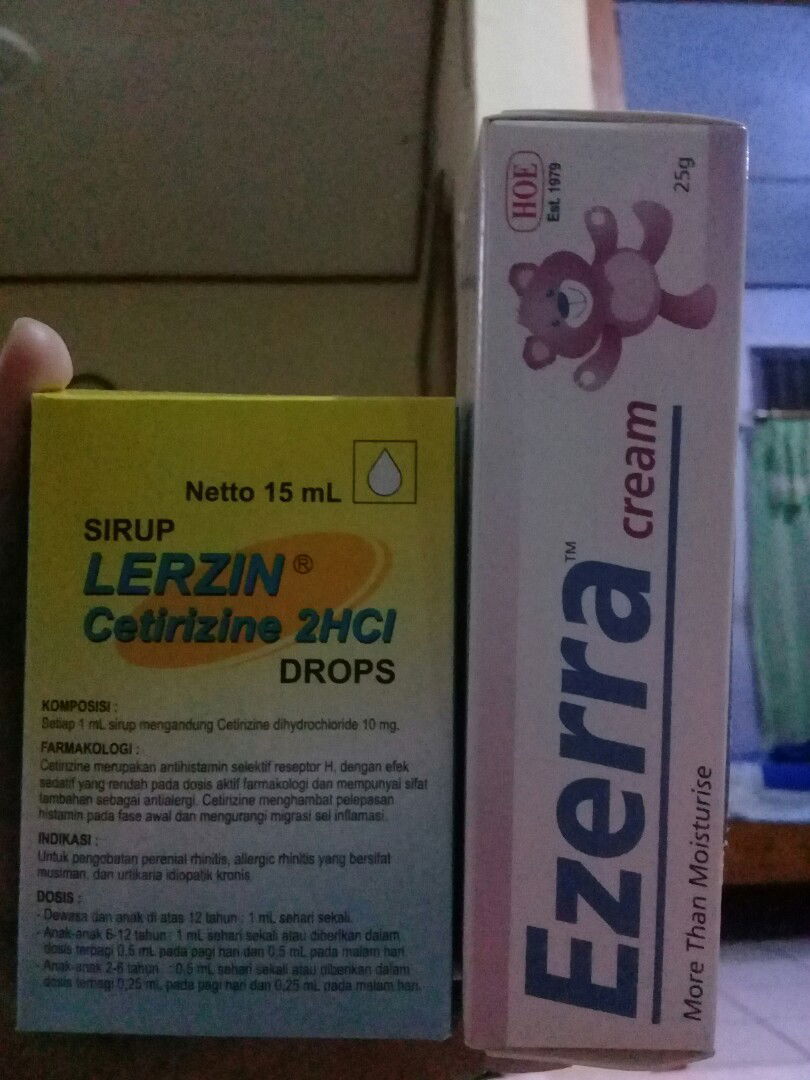 Netto 15 mL
SIRUP
LERZIN ®
Cetirizine 2HCl
DROPS
KOMPOSISI :
Setiap 1 mL sirup mengandung Cetirizine dihydrochloride 10 mg.
FARMAKOLOGI :
Cetirizine merupakan antihistamin selektif reseptor H, dengan efek
sedatif yang rendah pada dosis aktif farmakologi dan mempunyai sifat
tambahan sebagai antialergi. Cetirizine menghambat pelepasan
histamin pada fase awal dan mengurangi migrasi sel inflamasi.
INDIKASI :
Untuk pengobatan perenial rhinitis, allergic rhinitis yang bersifat
musiman, dan urtikaria idiopatik kronis.
DOSIS :
- Dewasa dan anak di atas 12 tahun : 1 mL sehari sekali.
- Anak-anak 6-12 tahun : 1 mL sehari sekali atau diberikan dalam
dosis terbagi 0,5 mL pada pagi hari dan 0,5 mL pada malam hari.
- Anak-anak 2-6 tahun : 0,5 mL sehari sekali atau diberikan dalam
dosis terbagi 0,25 mL pada pagi hari dan 0,25 mL pada malam hari.
HOE
Est. 1979
25g
Ezerra™ cream
More Than Moisturise